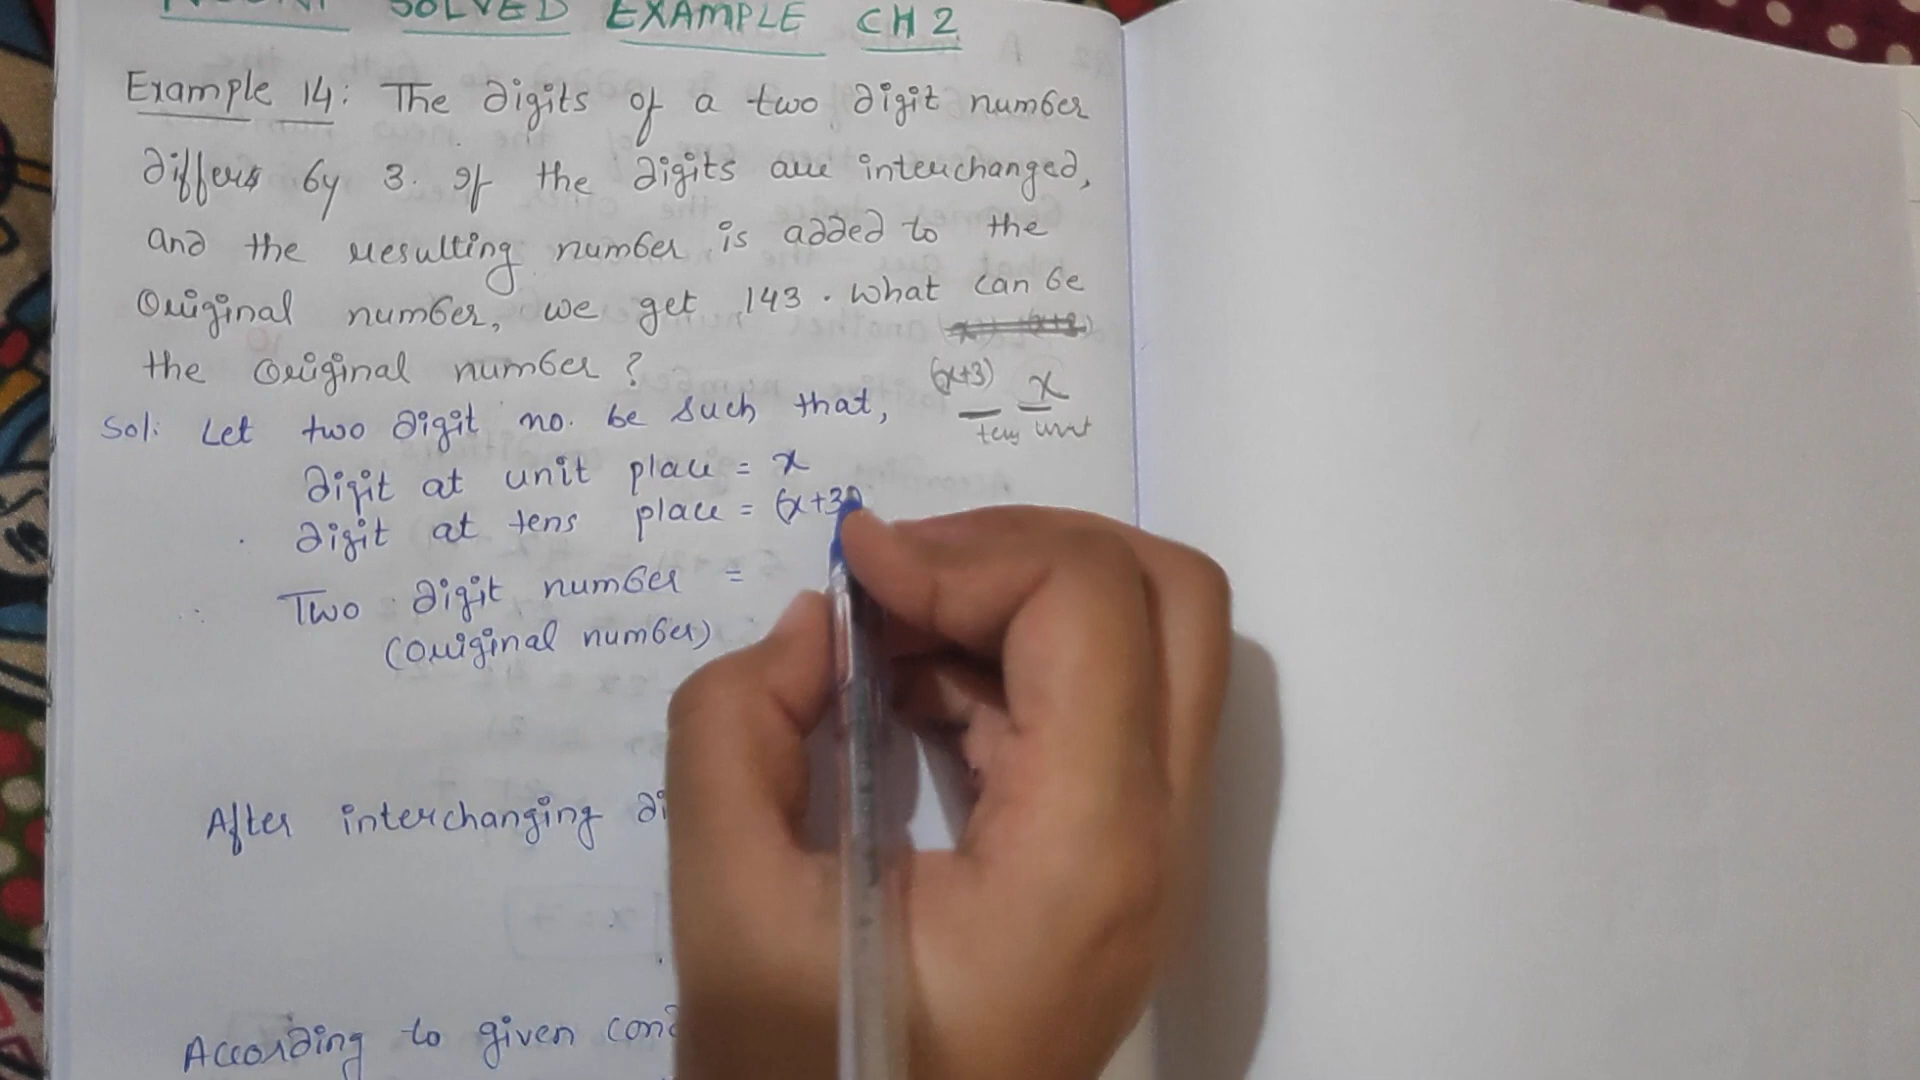 SOLVED EXAMPLE CH 2
Example 14: The digits of a two digit number
differs by 3. If the digits are interchanged,
and the resulting number is added to the
Original number, we get 143. What can be
the Original number?
(x+3) x
tens unit
Sol: Let two digit no. be such that,
digit at unit place = x
digit at tens place = (x+3)
Two digit number =
(Original number)
After interchanging di
According to given cond